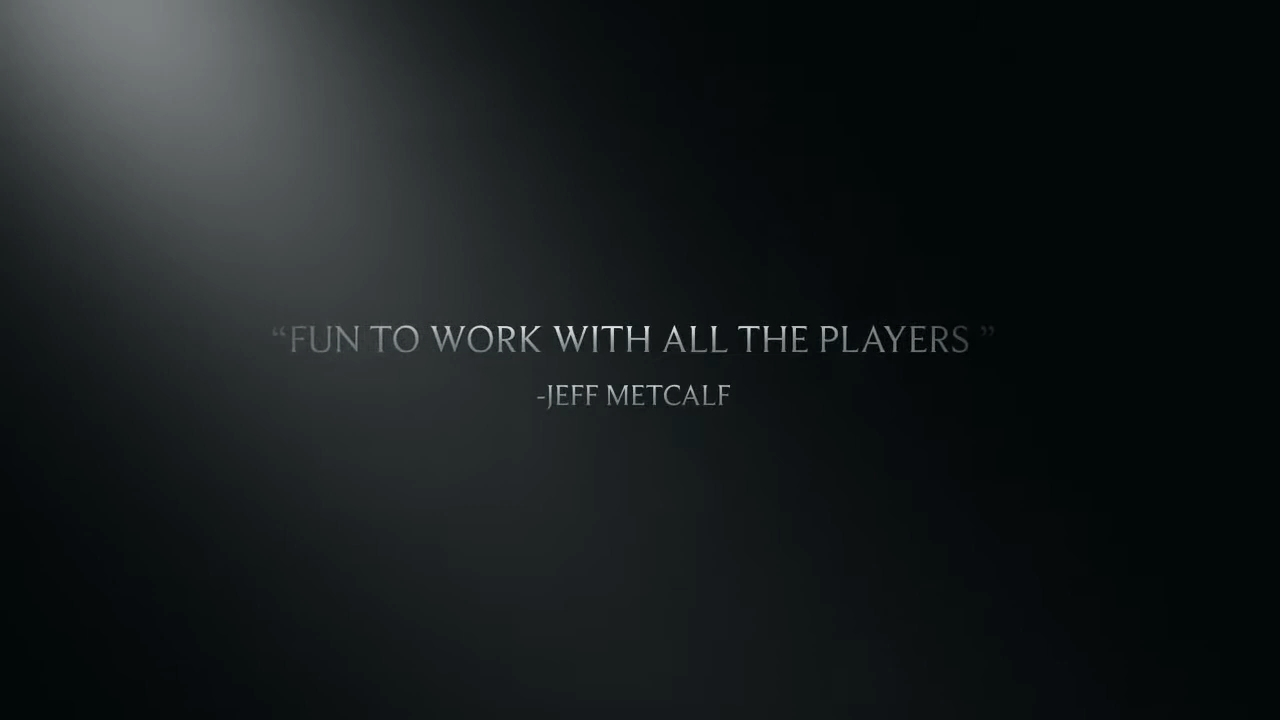 “FUN TO WORK WITH ALL THE PLAYERS ”
-JEFF METCALF